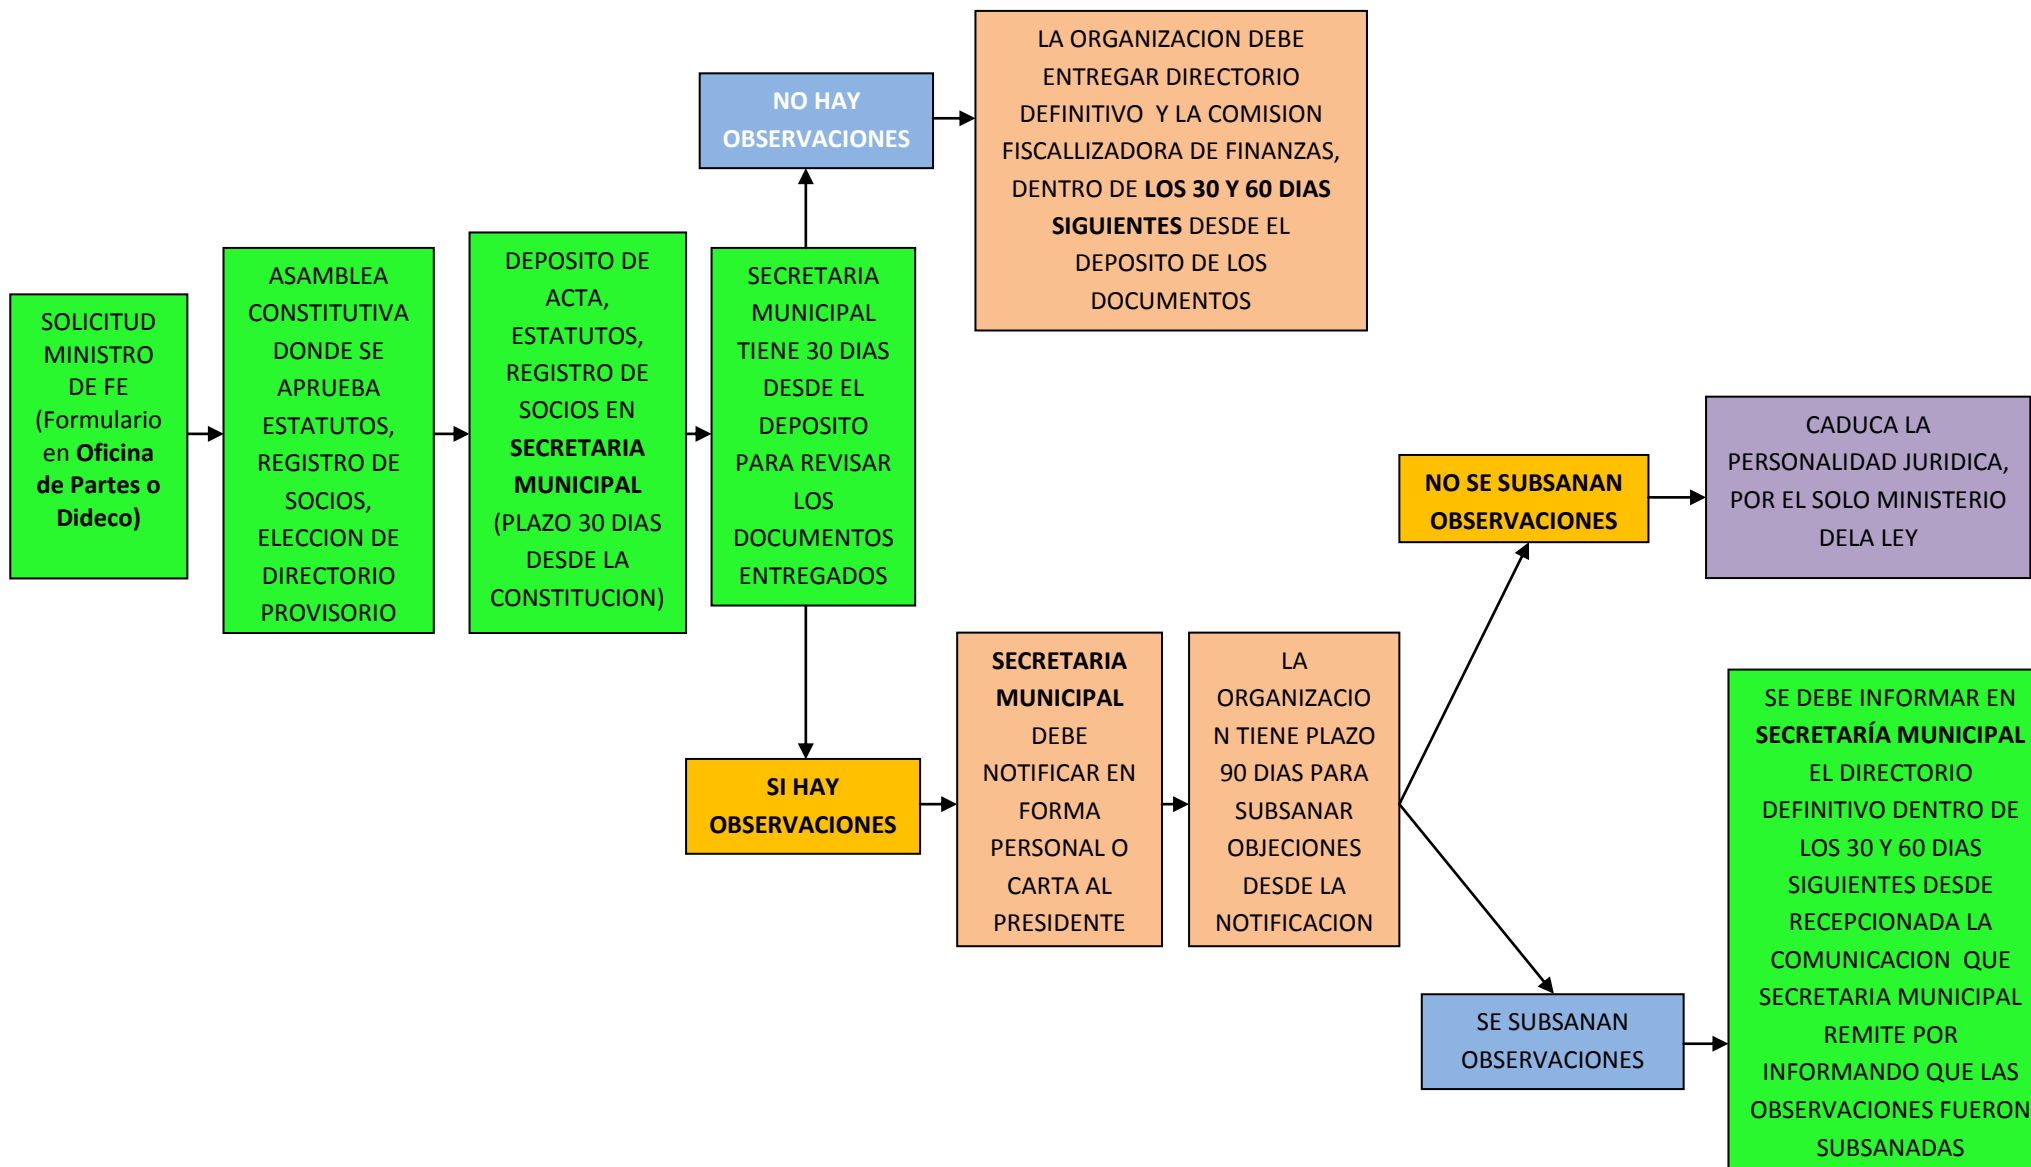 SOLICITUD
MINISTRO
DE FE
(Formulario
en Oficina
de Partes o
Dideco)
ASAMBLEA
CONSTITUTIVA
DONDE SE
APRUEBA
ESTATUTOS,
REGISTRO DE
SOCIOS,
ELECCION DE
DIRECTORIO
PROVISORIO
DEPOSITO DE
ACTA,
ESTATUTOS,
REGISTRO DE
SOCIOS EN
SECRETARIA
MUNICIPAL
(PLAZO 30 DIAS
DESDE LA
CONSTITUCION)
SECRETARIA
MUNICIPAL
TIENE 30 DIAS
DESDE EL
DEPOSITO
PARA REVISAR
LOS
DOCUMENTOS
ENTREGADOS
NO HAY
OBSERVACIONES
LA ORGANIZACION DEBE
ENTREGAR DIRECTORIO
DEFINITIVO Y LA COMISION
FISCALLIZADORA DE FINANZAS,
DENTRO DE LOS 30 Y 60 DIAS
SIGUIENTES DESDE EL
DEPOSITO DE LOS
DOCUMENTOS
SI HAY
OBSERVACIONES
SECRETARIA
MUNICIPAL
DEBE
NOTIFICAR EN
FORMA
PERSONAL O
CARTA AL
PRESIDENTE
LA
ORGANIZACIO
N TIENE PLAZO
90 DIAS PARA
SUBSANAR
OBJECIONES
DESDE LA
NOTIFICACION
NO SE SUBSANAN
OBSERVACIONES
CADUCA LA
PERSONALIDAD JURIDICA,
POR EL SOLO MINISTERIO
DELA LEY
SE SUBSANAN
OBSERVACIONES
SE DEBE INFORMAR EN
SECRETARÍA MUNICIPAL
EL DIRECTORIO
DEFINITIVO DENTRO DE
LOS 30 Y 60 DIAS
SIGUIENTES DESDE
RECEPCIONADA LA
COMUNICACION QUE
SECRETARIA MUNICIPAL
REMITE POR
INFORMANDO QUE LAS
OBSERVACIONES FUERON
SUBSANADAS